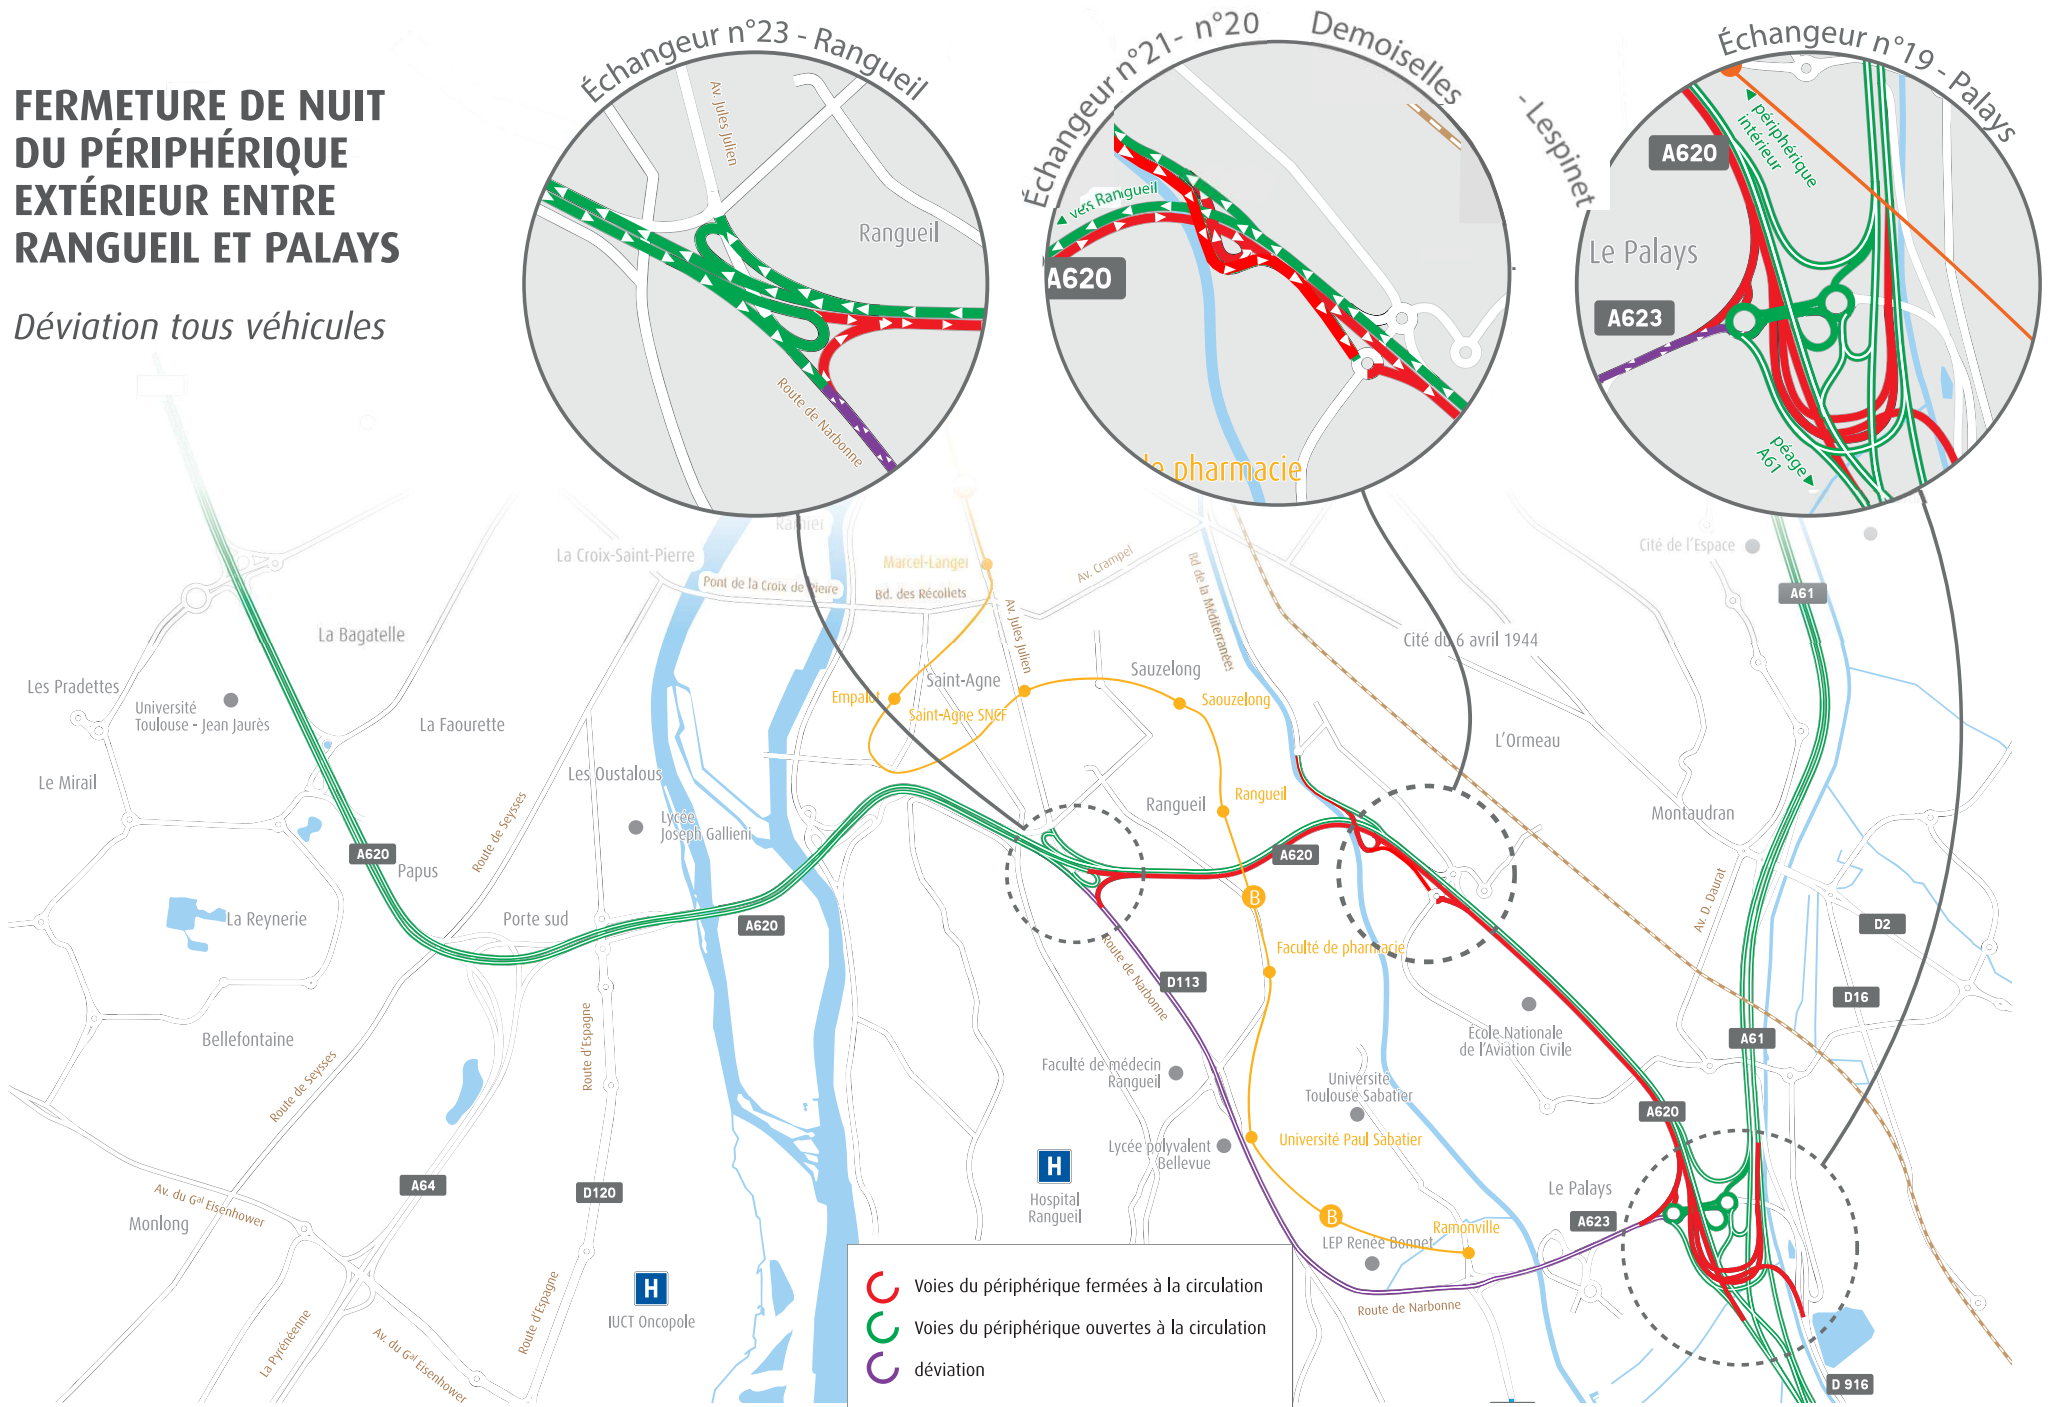 FERMETURE DE NUIT
DU PÉRIPHÉRIQUE
EXTÉRIEUR ENTRE
RANGUEIL ET PALAYS
Déviation tous véhicules
Échangeur n°23 - Rangueil
Av. Jules Julien
Rangueil
Route de Narbonne
Échangeur n°21- n°20
Demoiselles
- Lespinet
vers Rangueil
A620
de pharmacie
Échangeur n°19 - Palays
A620
périphérique
intérieur
Le Palays
A623
péage
A61
Ramier
La Croix-Saint-Pierre
Pont de la Croix de Pierre
Marcel-Langer
Bd. des Récollets
Av. Crampel
Av. Jules Julien
Bd de la Méditerranées
Cité de l'Espace
A61
La Bagatelle
Cité du 6 avril 1944
Les Pradettes
Université
Toulouse - Jean Jaurès
La Faourette
Empalot
Saint-Agne
Saint-Agne SNCF
Sauzelong
Saouzelong
L'Ormeau
Le Mirail
Les Oustalous
Route de Seysses
Lycée
Joseph Gallieni
Rangueil
Rangueil
Montaudran
A620
Papus
A620
La Reynerie
Porte sud
A620
B
Av. D. Daurat
D2
Faculté de pharmacie
Route de Narbonne
D113
D16
Bellefontaine
Route d'Espagne
École Nationale
de l'Aviation Civile
A61
Route de Seysses
Faculté de médecin
Rangueil
Université
Toulouse Sabatier
A620
Lycée polyvalent
Bellevue
Université Paul Sabatier
H
Hospital
Rangueil
A64
D120
Av. du Gal Eisenhower
Monlong
Le Palays
A623
B
Ramonville
LEP Renée Bonnet
H
IUCT Oncopole
Route d'Espagne
La Pyrénéenne
Av. du Gal Eisenhower
Route de Narbonne
D 916
Voies du périphérique fermées à la circulation
Voies du périphérique ouvertes à la circulation
déviation